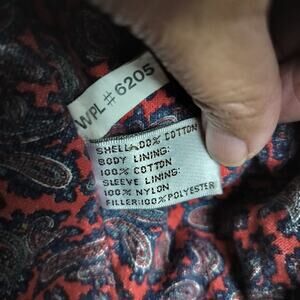 WPL # 6205
SHELL:100% COTTON
BODY LINING:
100% COTTON
SLEEVE LINING:
100% NYLON
FILLER:100% POLYESTER